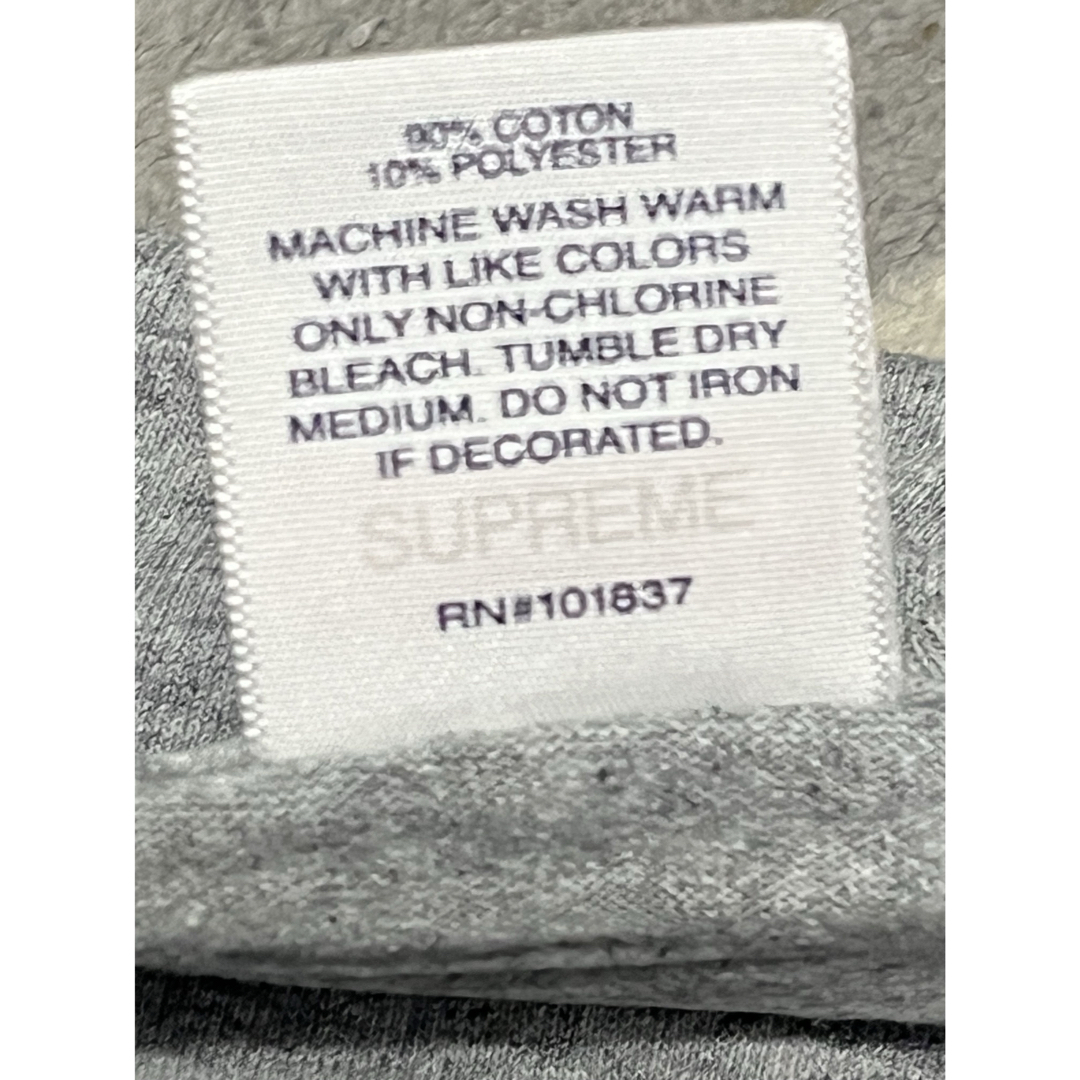 90% COTON
10% POLYESTER
MACHINE WASH WARM
WITH LIKE COLORS
ONLY NON-CHLORINE
BLEACH. TUMBLE DRY
MEDIUM. DO NOT IRON
IF DECORATED.
SUPREME
RN#101837